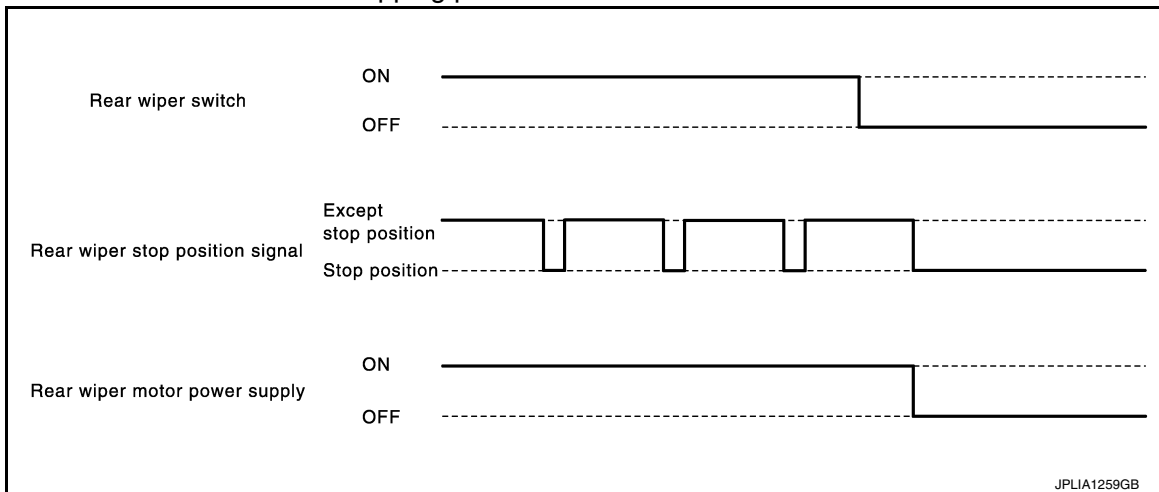 ON
Rear wiper switch
OFF
Except
stop position
Rear wiper stop position signal
Stop position
ON
Rear wiper motor power supply
OFF
JPLIA1259GB